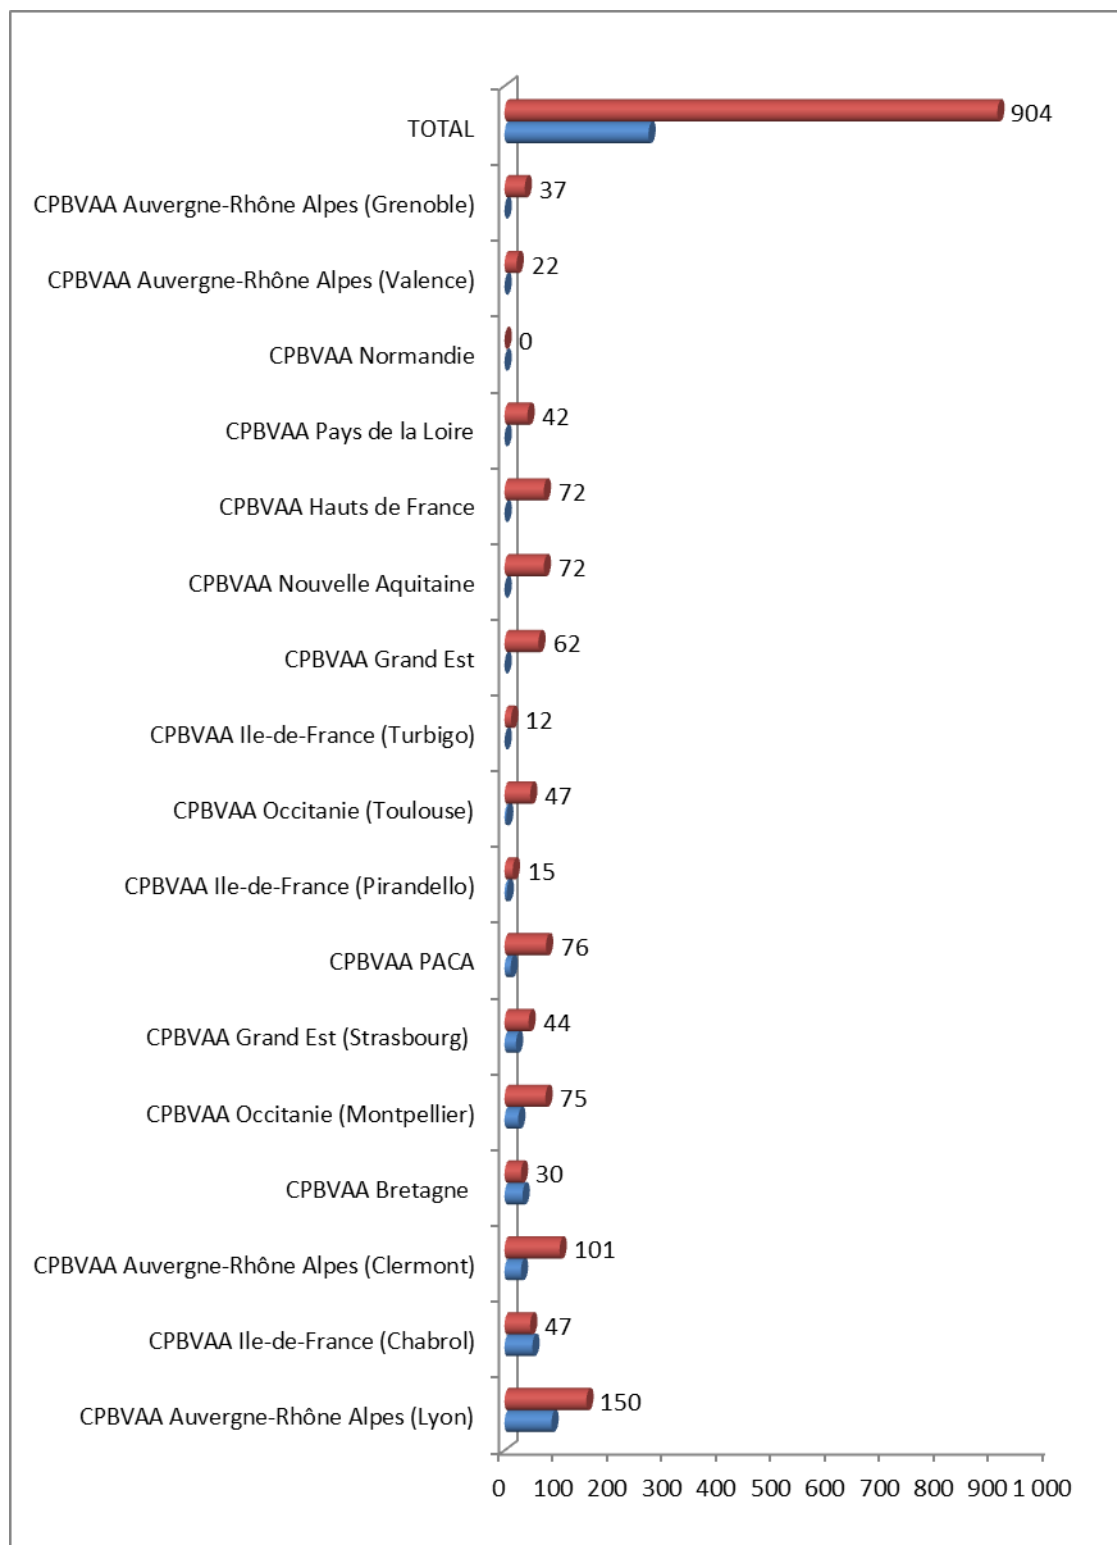 TOTAL 904
CPBVAA Auvergne-Rhône Alpes (Grenoble) 37
CPBVAA Auvergne-Rhône Alpes (Valence) 22
CPBVAA Normandie 0
CPBVAA Pays de la Loire 42
CPBVAA Hauts de France 72
CPBVAA Nouvelle Aquitaine 72
CPBVAA Grand Est 62
CPBVAA Ile-de-France (Turbigo) 12
CPBVAA Occitanie (Toulouse) 47
CPBVAA Ile-de-France (Pirandello) 15
CPBVAA PACA 76
CPBVAA Grand Est (Strasbourg) 44
CPBVAA Occitanie (Montpellier) 75
CPBVAA Bretagne 30
CPBVAA Auvergne-Rhône Alpes (Clermont) 101
CPBVAA Ile-de-France (Chabrol) 47
CPBVAA Auvergne-Rhône Alpes (Lyon) 150
0 100 200 300 400 500 600 700 800 900 1 000